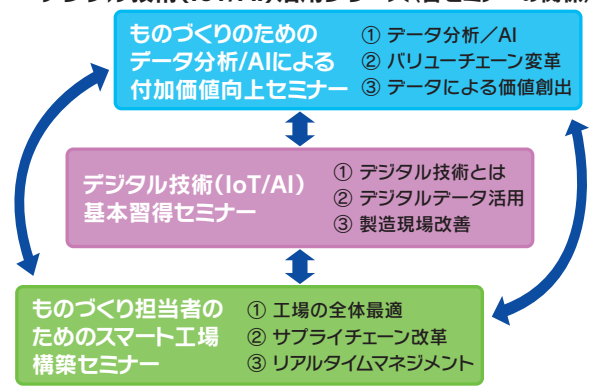 ものづくりのための
データ分析/AIによる
付加価値向上セミナー
① データ分析／AI
② バリューチェーン変革
③ データによる価値創出
デジタル技術(IoT/AI)
基本習得セミナー
① デジタル技術とは
② デジタルデータ活用
③ 製造現場改善
ものづくり担当者の
ためのスマート工場
構築セミナー
① 工場の全体最適
② サプライチェーン改革
③ リアルタイムマネジメント